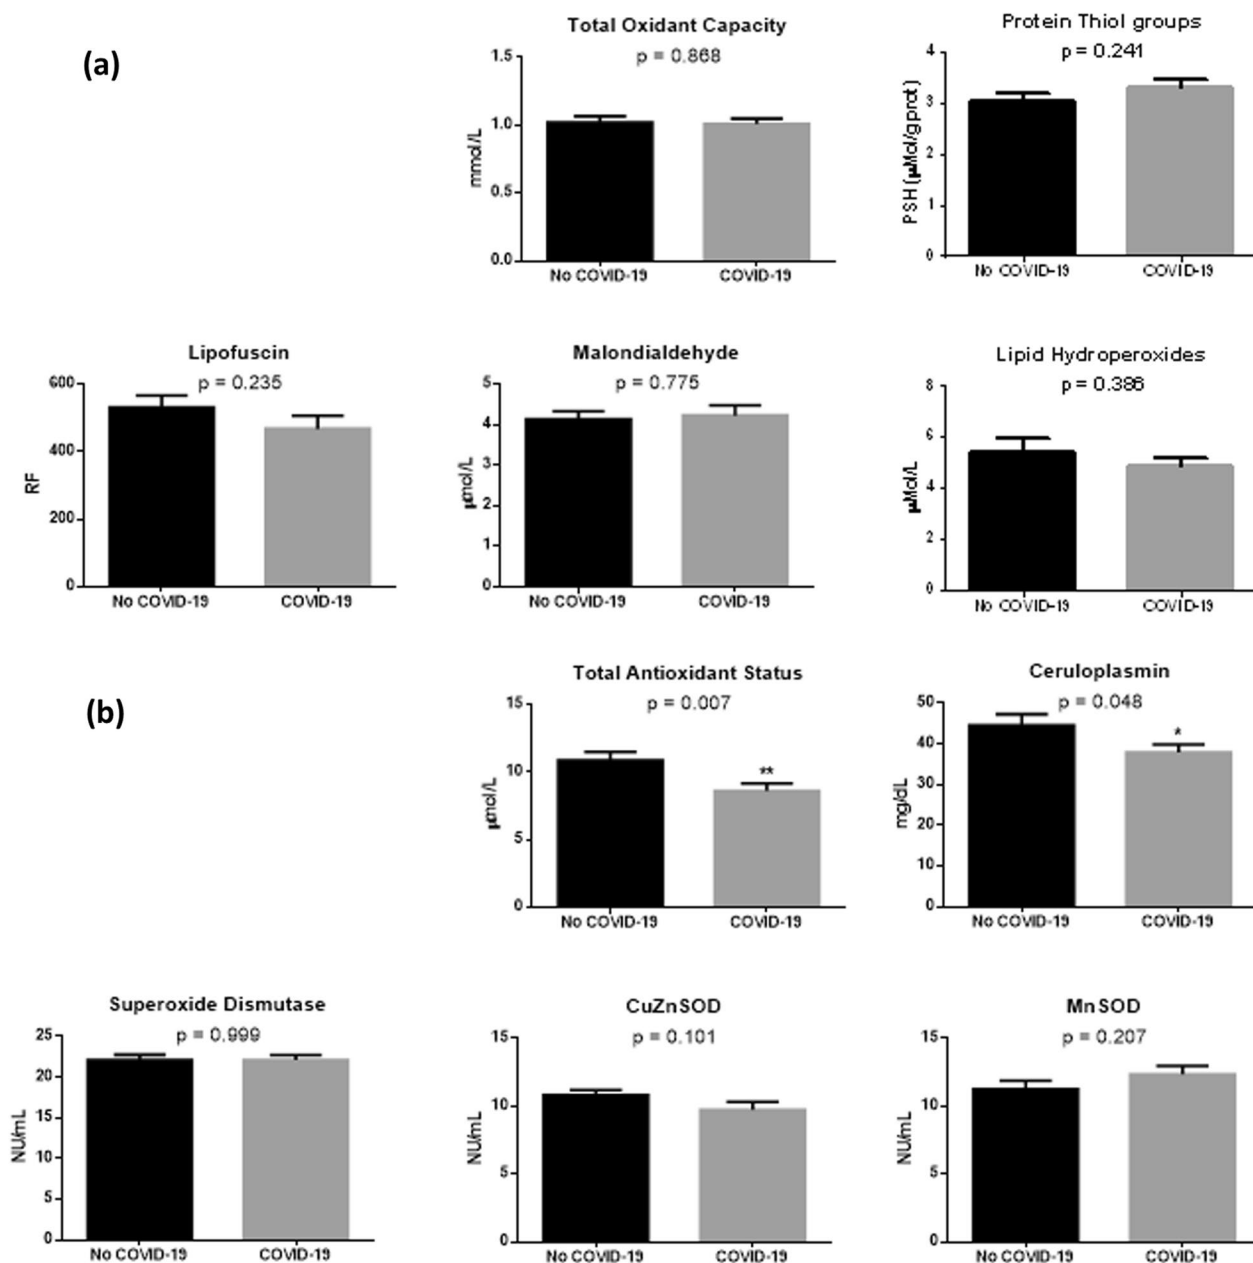 (a)
Total Oxidant Capacity
p = 0.868
1.5
1.0
0.5
0.0
mmol/L
No COVID-19
COVID-19
Protein Thiol groups
p = 0.241
4
3
2
1
0
PSH (μMol/gprot)
No COVID-19
COVID-19
Lipofuscin
p = 0.235
600
400
200
0
RF
No COVID-19
COVID-19
Malondialdehyde
p = 0.775
5
4
3
2
1
0
μmol/L
No COVID-19
COVID-19
Lipid Hydroperoxides
p = 0.386
8
6
4
2
0
μMol/L
No COVID-19
COVID-19
(b)
Total Antioxidant Status
p = 0.007
15
10
5
0
μmol/L
**
No COVID-19
COVID-19
Ceruloplasmin
p = 0.048
50
40
30
20
10
0
mg/dL
*
No COVID-19
COVID-19
Superoxide Dismutase
p = 0.999
25
20
15
10
5
0
NU/mL
No COVID-19
COVID-19
CuZnSOD
p = 0.101
15
10
5
0
NU/mL
No COVID-19
COVID-19
MnSOD
p = 0.207
15
10
5
0
NU/mL
No COVID-19
COVID-19